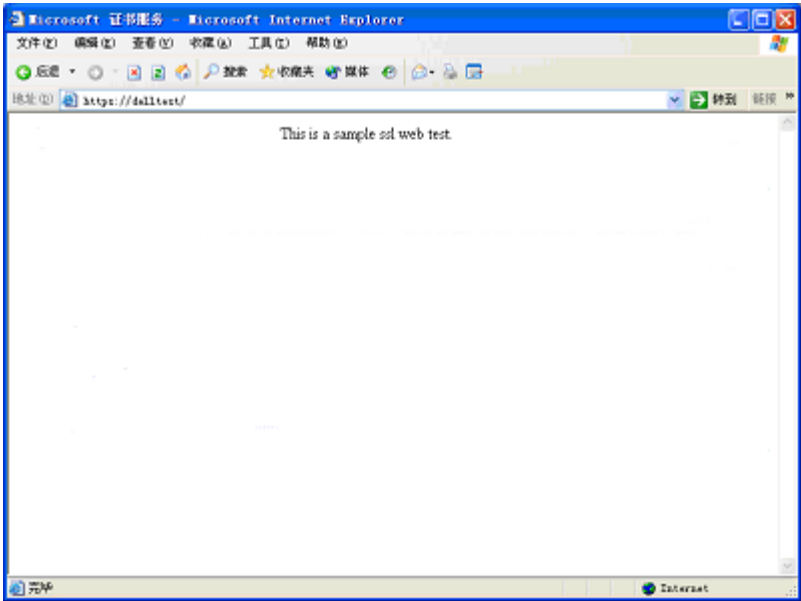 Microsoft 证书服务 - Microsoft Internet Explorer
文件(F) 编辑(E) 查看(V) 收藏(A) 工具(T) 帮助(H)
后退 搜索 收藏夹 媒体
地址(D) https://delltest/ 转到 链接 »
This is a sample ssl web test.
完毕 Internet